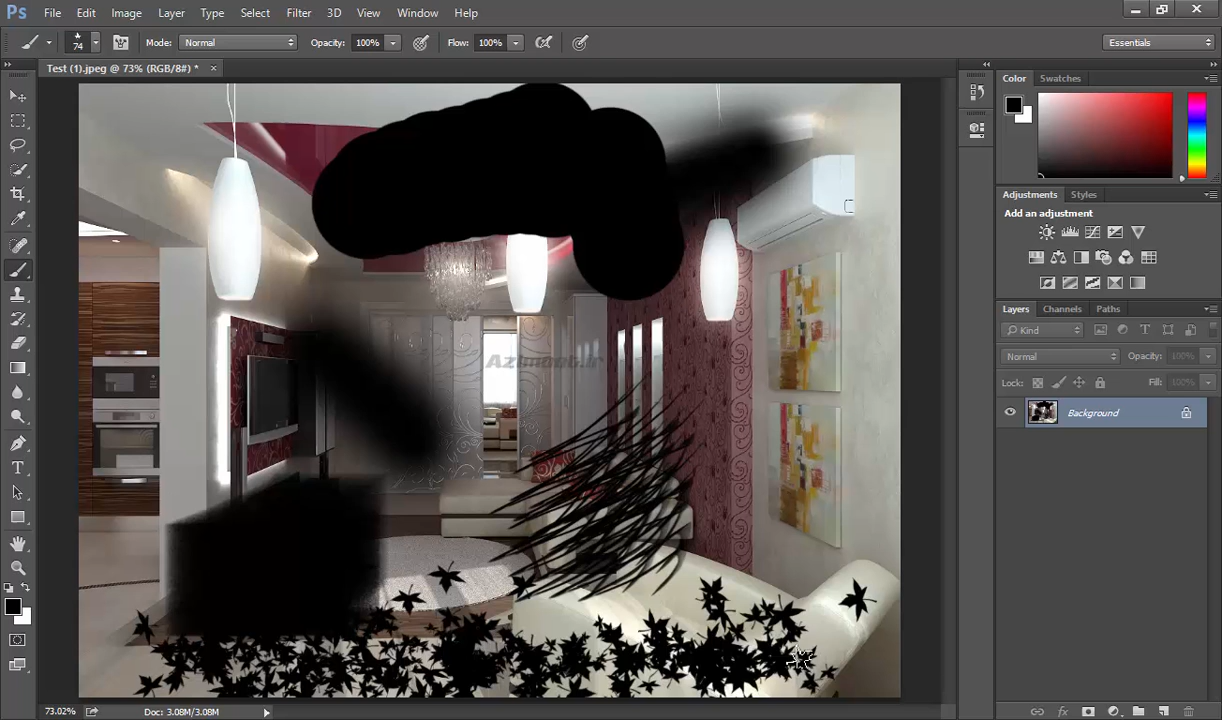 Ps File Edit Image Layer Type Select Filter 3D View Window Help
74 Mode: Normal Opacity: 100% Flow: 100% Essentials
Test (1).jpeg @ 73% (RGB/8#) * ×
Color Swatches
Adjustments Styles
Add an adjustment
Layers Channels Paths
Kind
Normal Opacity: 100%
Lock: Fill: 100%
Background
Azimoot.ir
73.02% Doc: 3.08M/3.08M